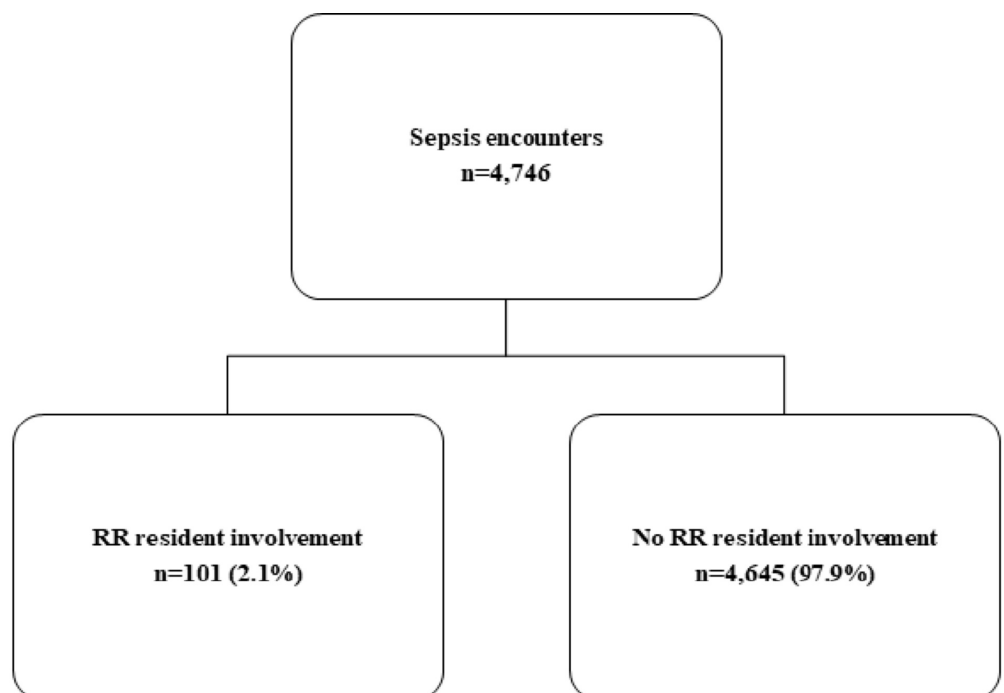 Sepsis encounters
n=4,746
RR resident involvement
n=101 (2.1%)
No RR resident involvement
n=4,645 (97.9%)